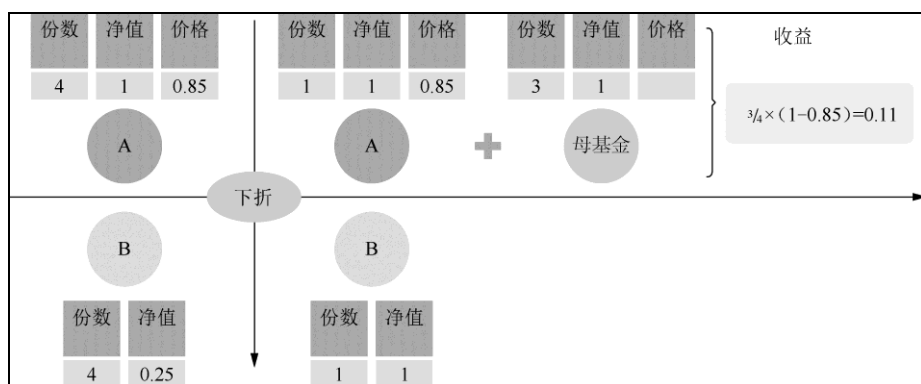 份数 净值 价格
4 1 0.85
A
份数 净值 价格
1 1 0.85
A
份数 净值 价格
3 1
母基金
收益
³/₄×(1-0.85)=0.11
下折
B
份数 净值
4 0.25
B
份数 净值
1 1